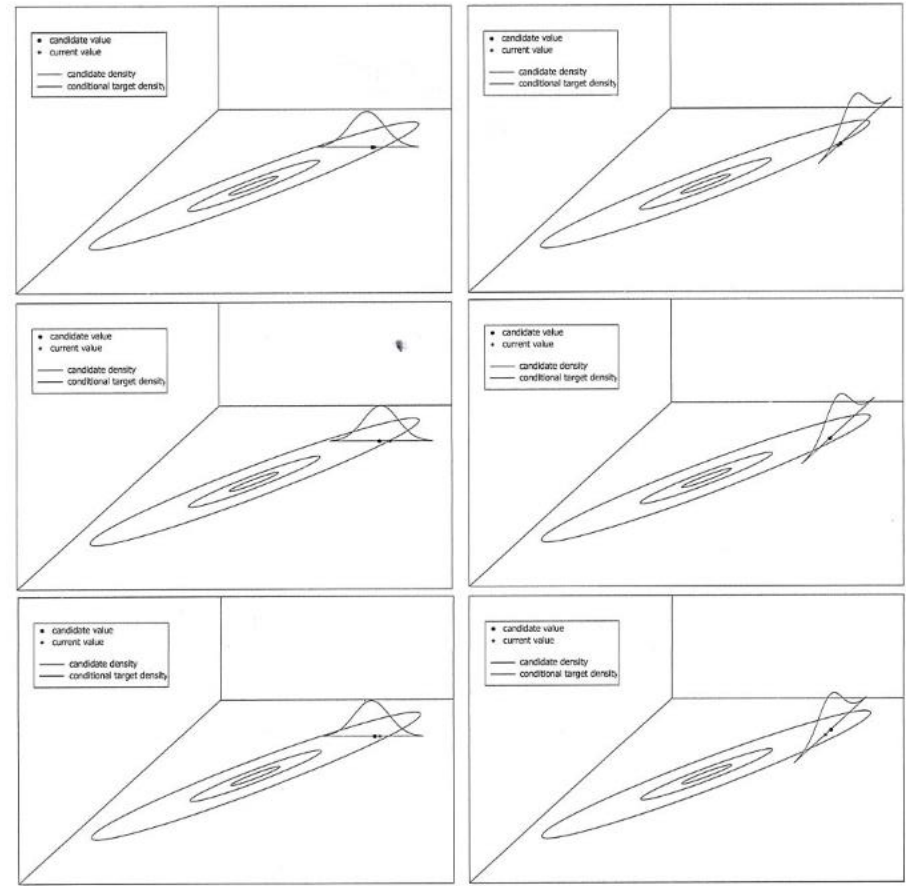 candidate value
current value
candidate density
conditional target density
candidate value
current value
candidate density
conditional target density
candidate value
current value
candidate density
conditional target density
candidate value
current value
candidate density
conditional target density
candidate value
current value
candidate density
conditional target density
candidate value
current value
candidate density
conditional target density